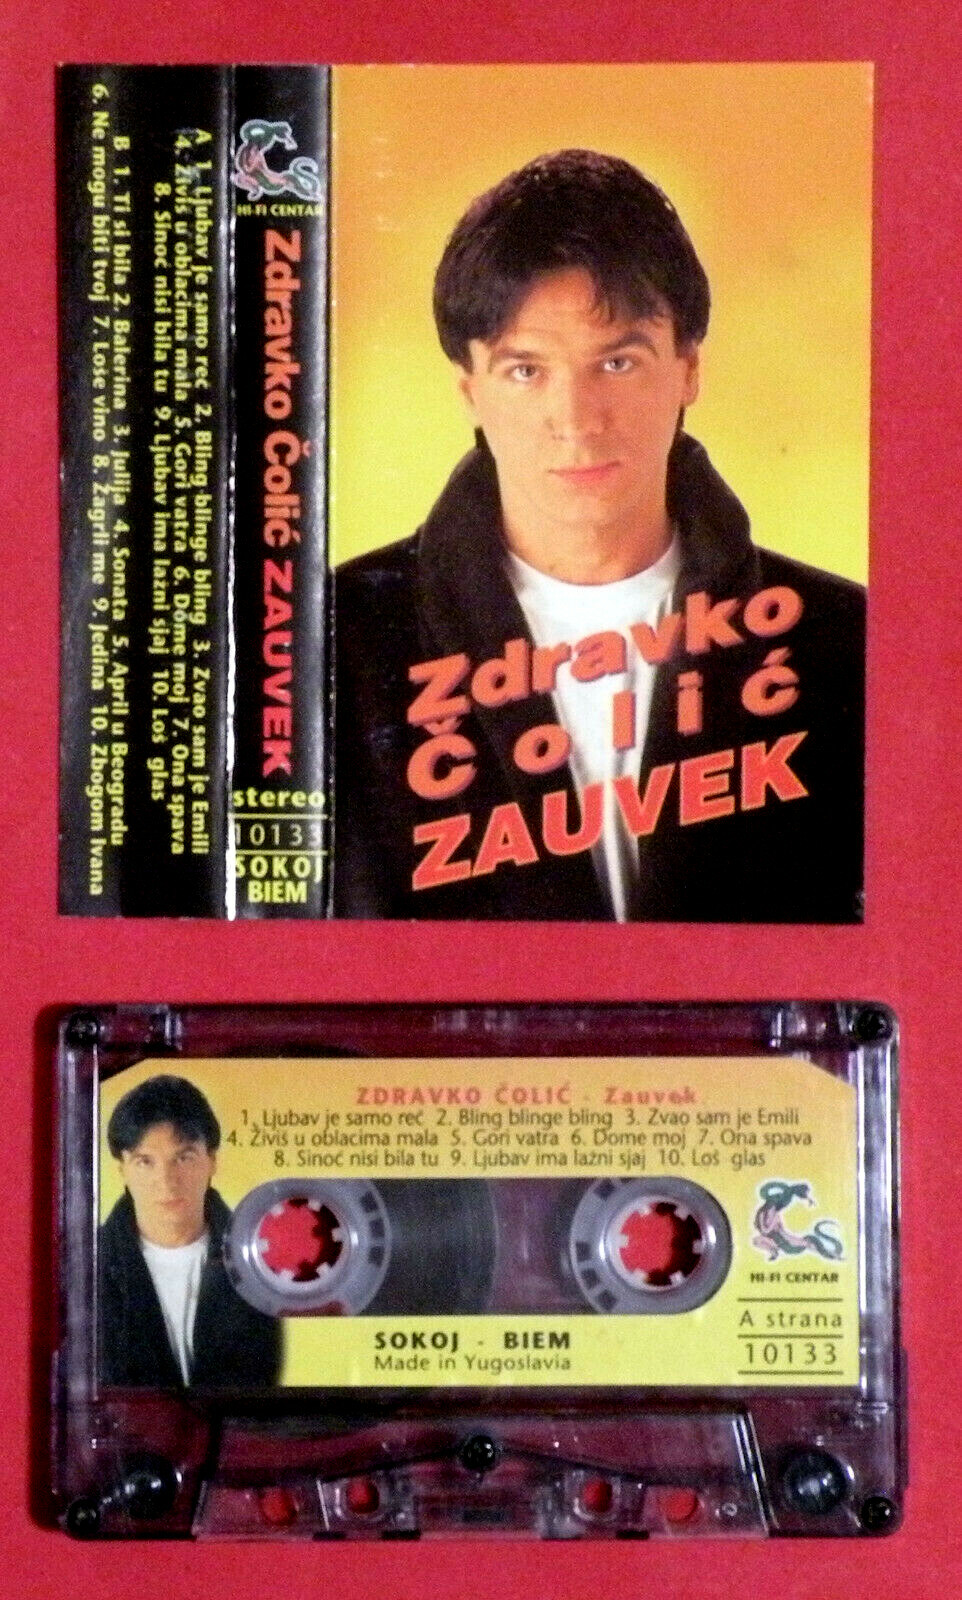 A 1. Ljubav je samo reč 2. Bling blinge bling 3. Zvao sam je Emili
4. Živiš u oblacima mala 5. Gori vatra 6. Dome moj 7. Ona spava
8. Sinoć nisi bila tu 9. Ljubav ima lažni sjaj 10. Loš glas
B 1. Ti si bila 2. Balerina 3. Julija 4. Sonata 5. April u Beogradu
6. Ne mogu biti tvoj 7. Lose vino 8. Zagrli me 9. Jedina 10. Zbogom Ivana
HI-FI CENTAR
Zdravko Čolić ZAUVEK
stereo
10133
SOKOJ
BIEM
Zdravko
Čolić
ZAUVEK
ZDRAVKO ČOLIĆ - Zauvek
1. Ljubav je samo reč 2. Bling blinge bling 3. Zvao sam je Emili
4. Živiš u oblacima mala 5. Gori vatra 6. Dome moj 7. Ona spava
8. Sinoć nisi bila tu 9. Ljubav ima lažni sjaj 10. Loš glas
HI-FI CENTAR
A strana
10133
SOKOJ - BIEM
Made in Yugoslavia